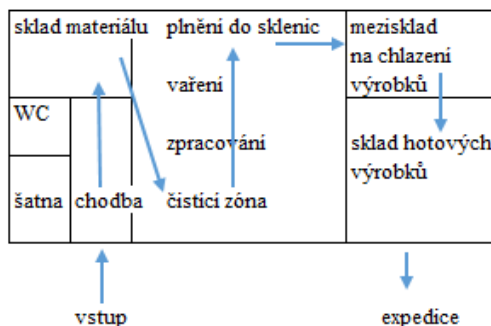 sklad materiálu
plnění do sklenic
mezisklad
na chlazení
výrobků
vaření
WC
zpracování
sklad hotových
výrobků
šatna
chodba
čisticí zóna
vstup
expedice